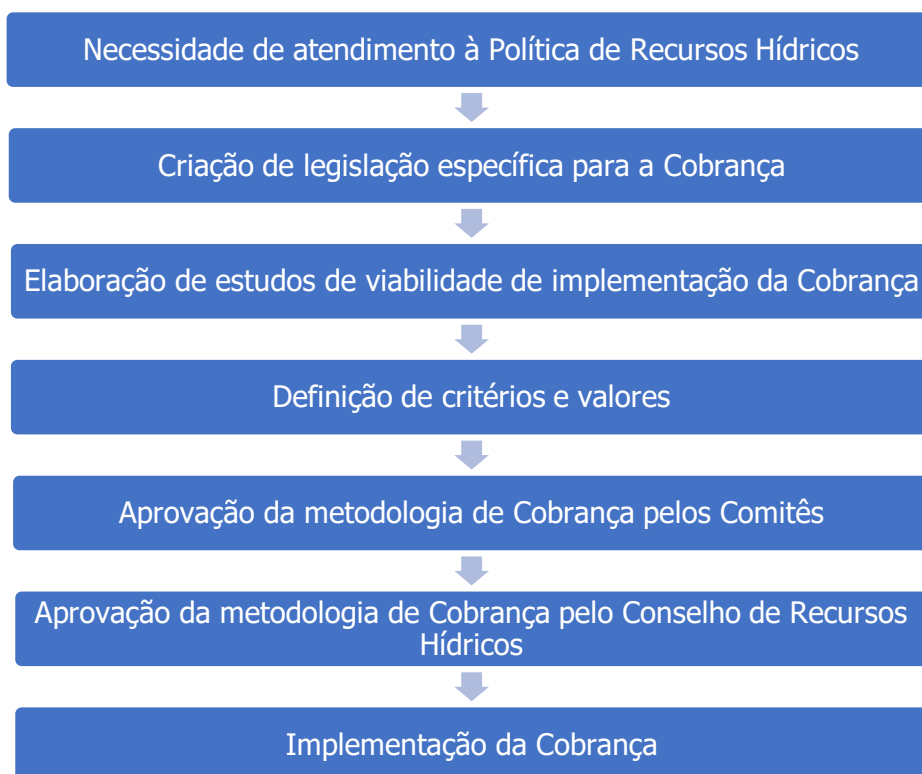 Necessidade de atendimento à Política de Recursos Hídricos
Criação de legislação específica para a Cobrança
Elaboração de estudos de viabilidade de implementação da Cobrança
Definição de critérios e valores
Aprovação da metodologia de Cobrança pelos Comitês
Aprovação da metodologia de Cobrança pelo Conselho de Recursos
Hídricos
Implementação da Cobrança